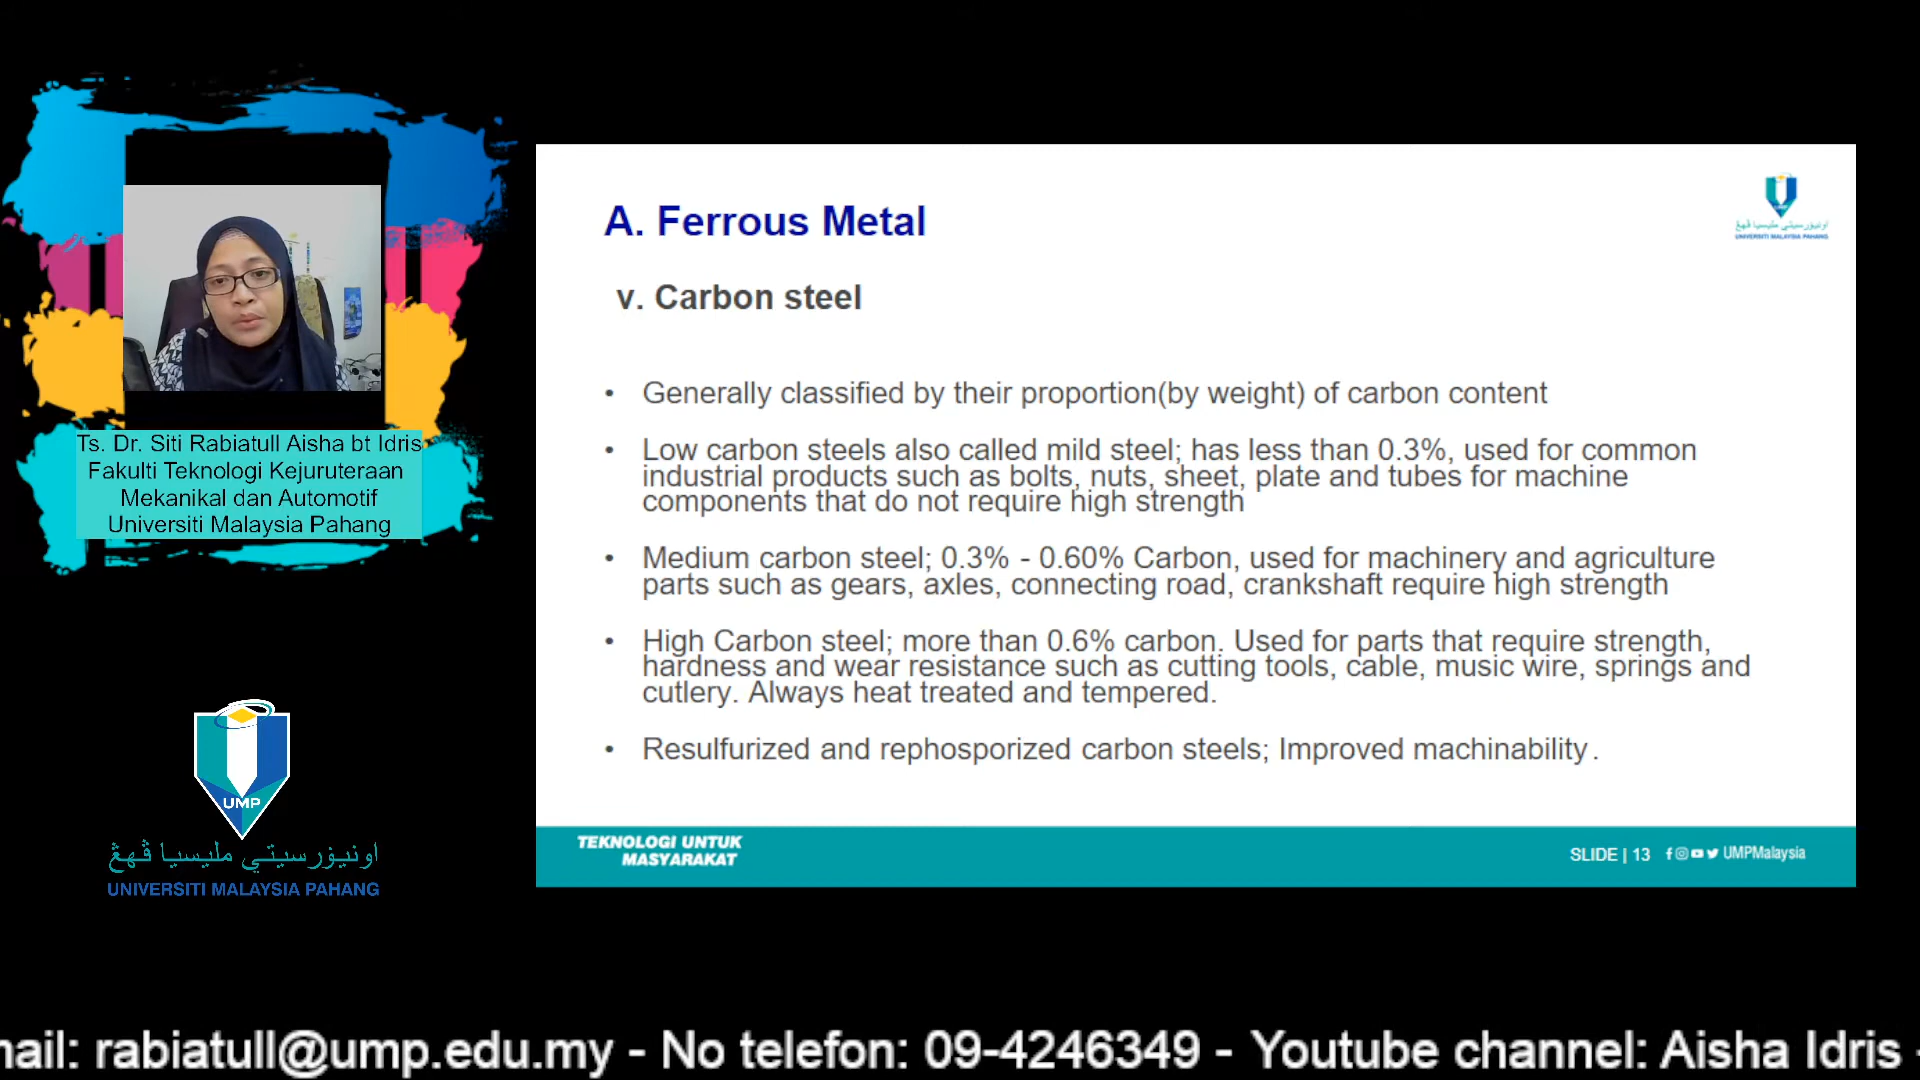 Ts. Dr. Siti Rabiatull Aisha bt Idris
Fakulti Teknologi Kejuruteraan
Mekanikal dan Automotif
Universiti Malaysia Pahang
UMP
اونيۏرسيتي مليسيا ڤهڠ
UNIVERSITI MALAYSIA PAHANG
A. Ferrous Metal
UMP
اونيۏرسيتي مليسيا ڤهڠ
UNIVERSITI MALAYSIA PAHANG
v. Carbon steel
• Generally classified by their proportion(by weight) of carbon content
• Low carbon steels also called mild steel; has less than 0.3%, used for common
industrial products such as bolts, nuts, sheet, plate and tubes for machine
components that do not require high strength
• Medium carbon steel; 0.3% - 0.60% Carbon, used for machinery and agriculture
parts such as gears, axles, connecting road, crankshaft require high strength
• High Carbon steel; more than 0.6% carbon. Used for parts that require strength,
hardness and wear resistance such as cutting tools, cable, music wire, springs and
cutlery. Always heat treated and tempered.
• Resulfurized and rephosporized carbon steels; Improved machinability.
TEKNOLOGI UNTUK
MASYARAKAT
SLIDE | 13 UMPMalaysia
nail: rabiatull@ump.edu.my - No telefon: 09-4246349 - Youtube channel: Aisha Idris -